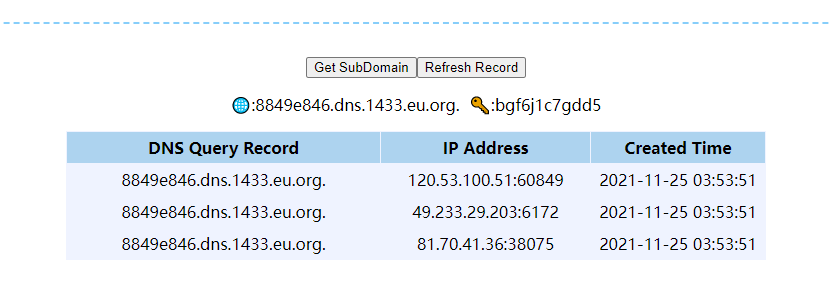 Get SubDomain Refresh Record
:8849e846.dns.1433.eu.org. :bgf6j1c7gdd5
DNS Query Record IP Address Created Time
8849e846.dns.1433.eu.org. 120.53.100.51:60849 2021-11-25 03:53:51
8849e846.dns.1433.eu.org. 49.233.29.203:6172 2021-11-25 03:53:51
8849e846.dns.1433.eu.org. 81.70.41.36:38075 2021-11-25 03:53:51